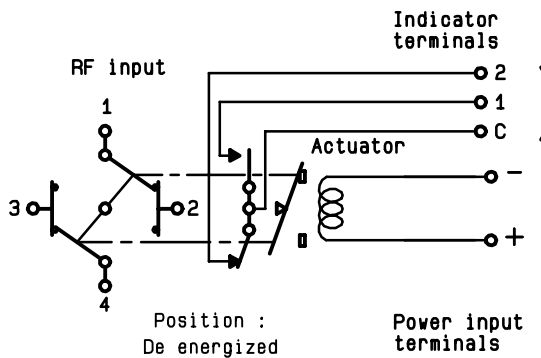 Indicator
terminals
RF input
2
1
1
C
Actuator
-
3
2
+
4
Position :
De energized
Power input
terminals